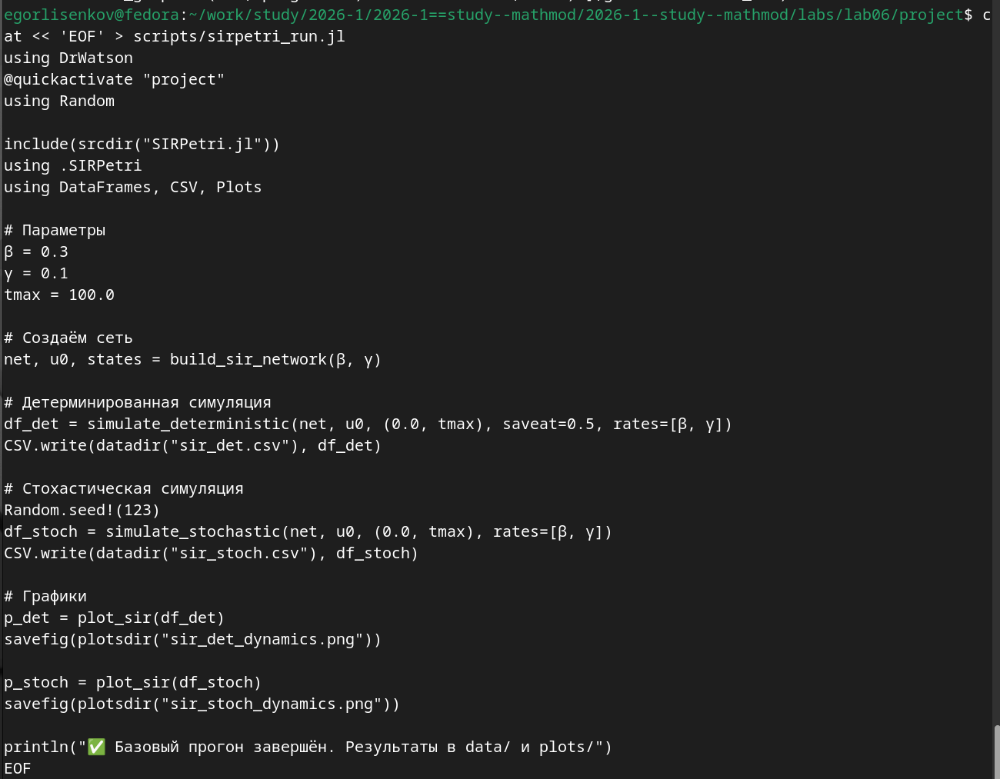 egorlisenkov@fedora:~/work/study/2026-1/2026-1==study--mathmod/2026-1--study--mathmod/labs/lab06/project$ c
at << 'EOF' > scripts/sirpetri_run.jl
using DrWatson
@quickactivate "project"
using Random
include(srcdir("SIRPetri.jl"))
using .SIRPetri
using DataFrames, CSV, Plots
# Параметры
β = 0.3
γ = 0.1
tmax = 100.0
# Создаём сеть
net, u0, states = build_sir_network(β, γ)
# Детерминированная симуляция
df_det = simulate_deterministic(net, u0, (0.0, tmax), saveat=0.5, rates=[β, γ])
CSV.write(datadir("sir_det.csv"), df_det)
# Стохастическая симуляция
Random.seed!(123)
df_stoch = simulate_stochastic(net, u0, (0.0, tmax), rates=[β, γ])
CSV.write(datadir("sir_stoch.csv"), df_stoch)
# Графики
p_det = plot_sir(df_det)
savefig(plotsdir("sir_det_dynamics.png"))
p_stoch = plot_sir(df_stoch)
savefig(plotsdir("sir_stoch_dynamics.png"))
println("✅ Базовый прогон завершён. Результаты в data/ и plots/")
EOF